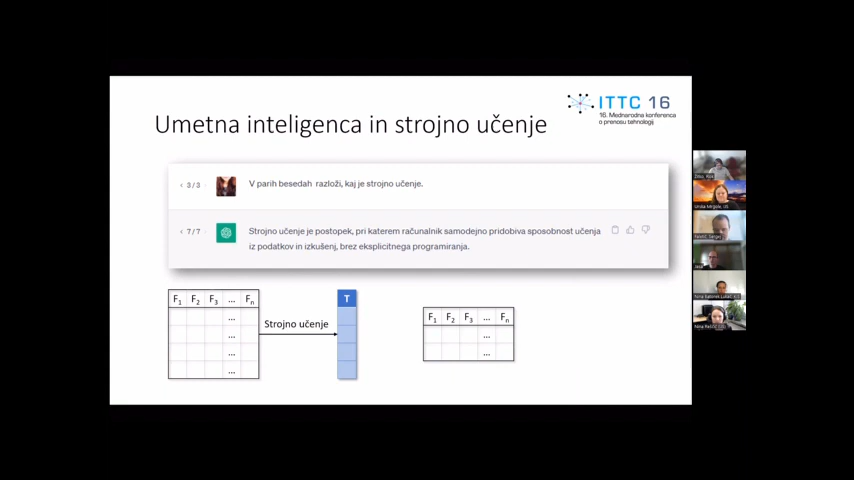 ITTC 16
16. Mednarodna konferenca
o prenosu tehnologij
Umetna inteligenca in strojno učenje
‹ 3 / 3 ›
V parih besedah razloži, kaj je strojno učenje.
‹ 7 / 7 ›
Strojno učenje je postopek, pri katerem računalnik samodejno pridobiva sposobnost učenja
iz podatkov in izkušenj, brez eksplicitnega programiranja.
F1 F2 F3 ... Fn
...
...
...
...
Strojno učenje
T
F1 F2 F3 ... Fn
...
...